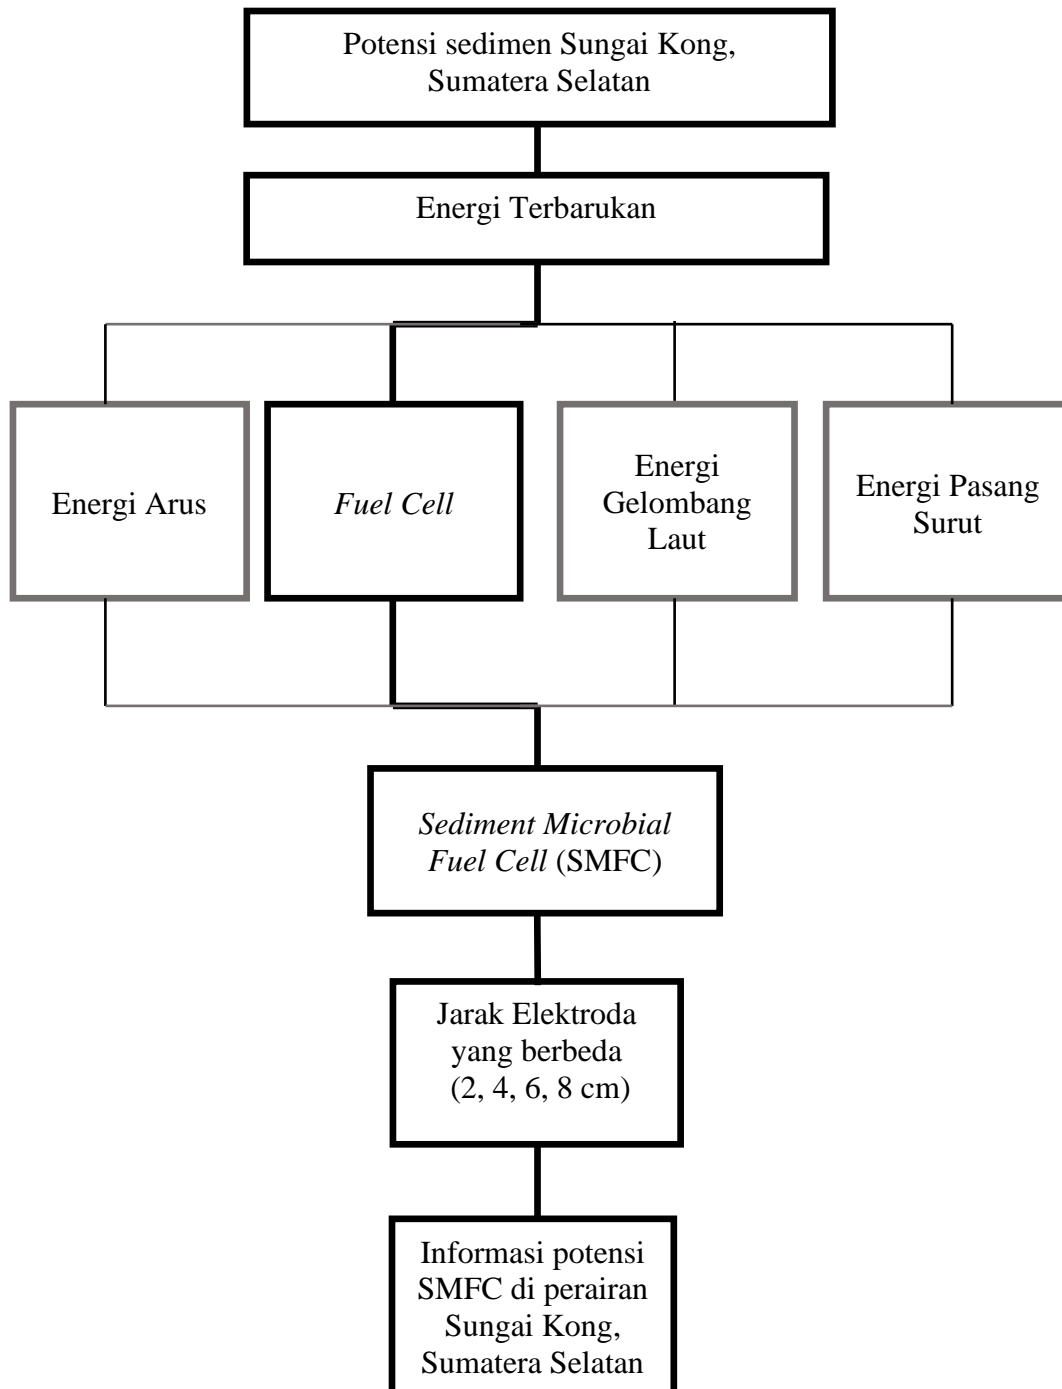 Potensi sedimen Sungai Kong,
Sumatera Selatan
Energi Terbarukan
Energi Arus
Fuel Cell
Energi
Gelombang
Laut
Energi Pasang
Surut
Sediment Microbial
Fuel Cell (SMFC)
Jarak Elektroda
yang berbeda
(2, 4, 6, 8 cm)
Informasi potensi
SMFC di perairan
Sungai Kong,
Sumatera Selatan